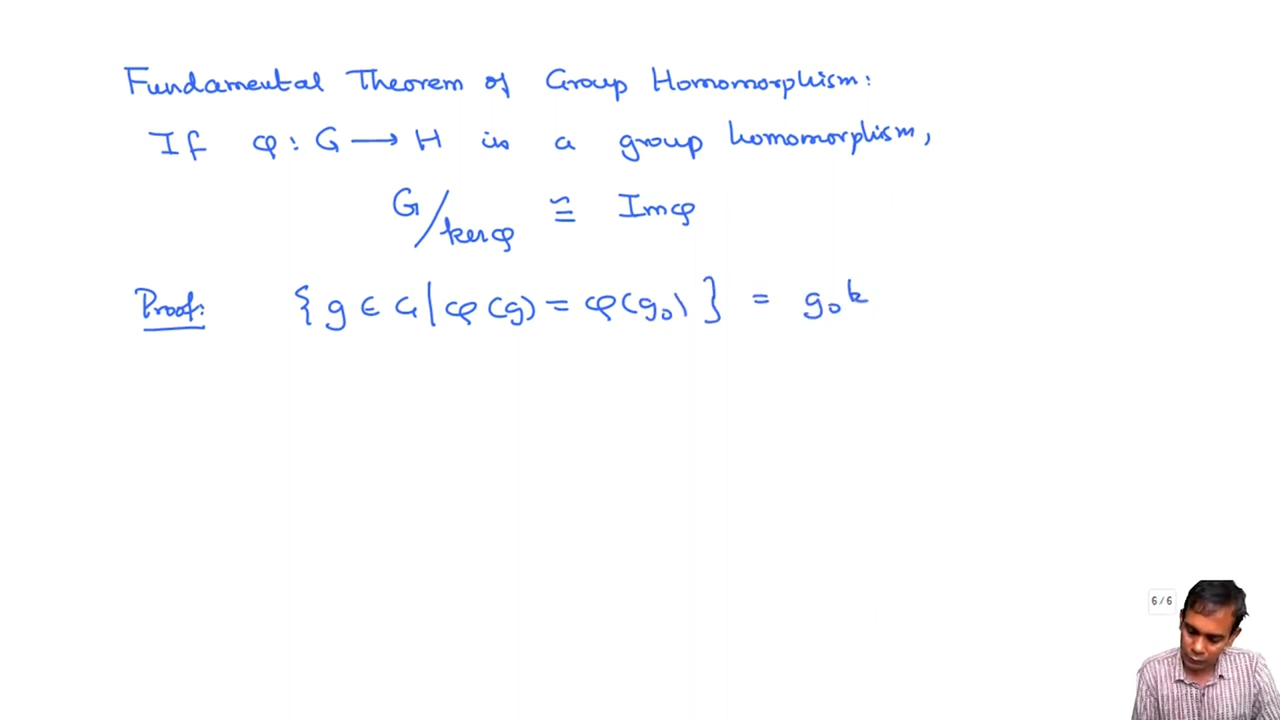 Fundamental Theorem of Group Homomorphism:
If φ: G ⟶ H is a group homomorphism,
G/kerφ ≅ Imφ
Proof: {g ∈ G | φ(g) = φ(g₀)} = g₀k
6/6